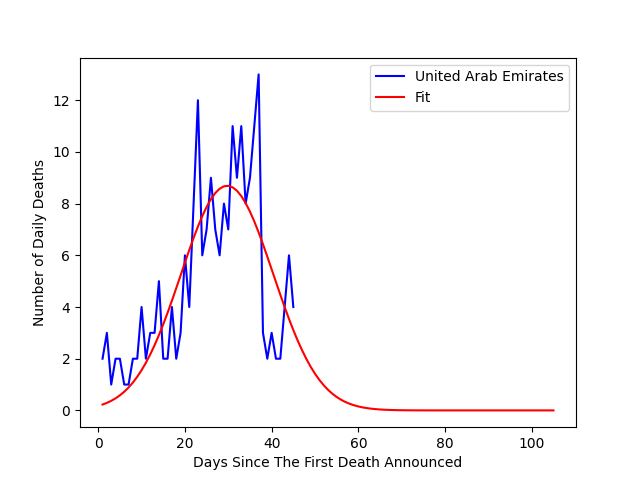 United Arab Emirates
Fit
12
10
8
6
4
2
0
Number of Daily Deaths
0 20 40 60 80 100
Days Since The First Death Announced